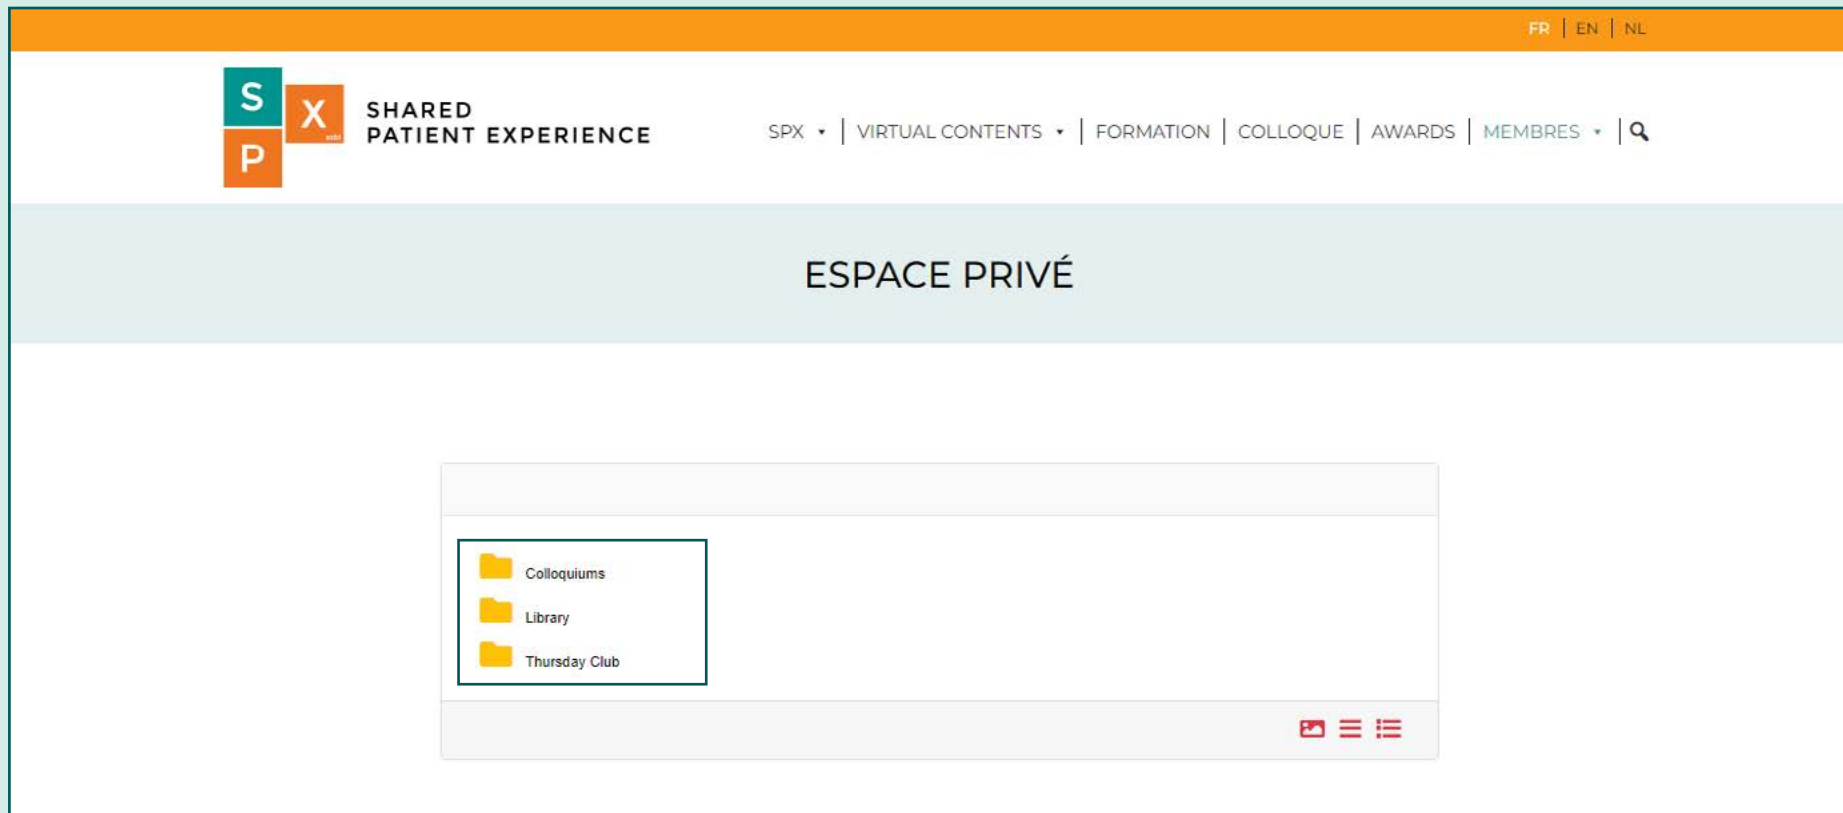 FR | EN | NL
S
X
P
SHARED
PATIENT EXPERIENCE
SPX | VIRTUAL CONTENTS | FORMATION | COLLOQUE | AWARDS | MEMBRES
ESPACE PRIVÉ
Colloquiums
Library
Thursday Club